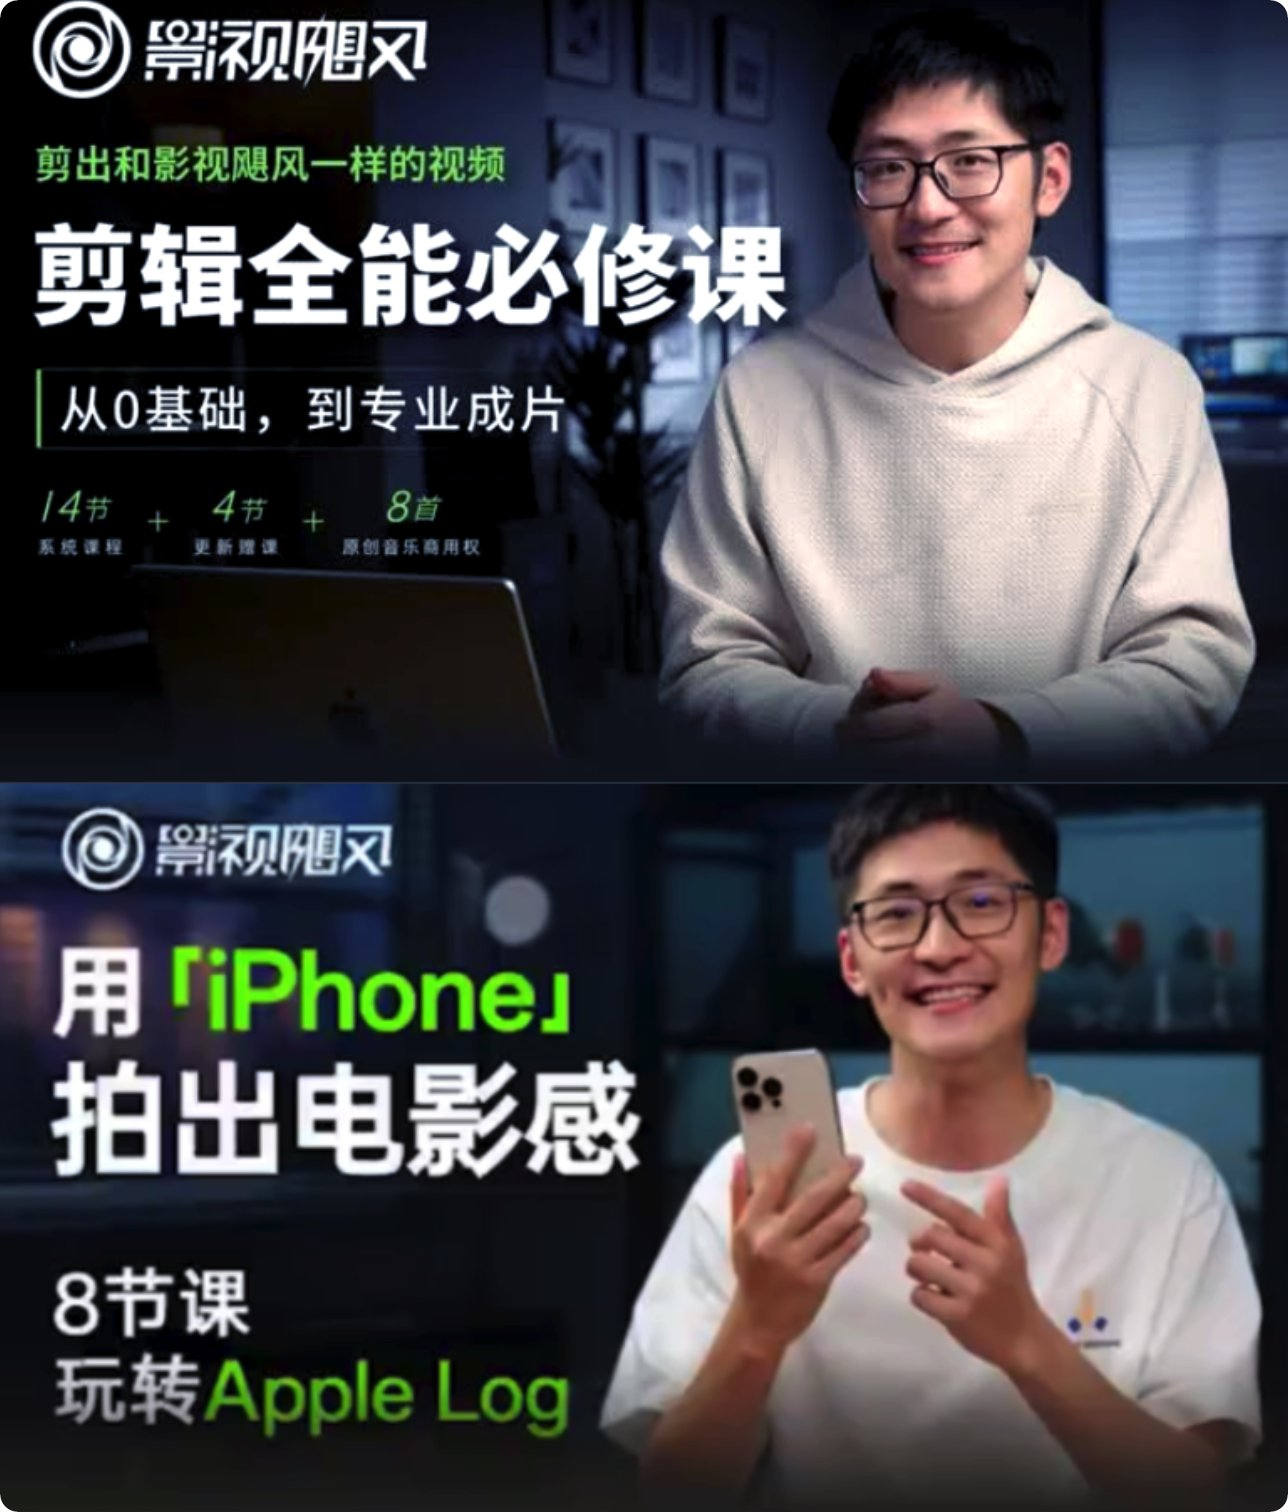 影视飓风
剪出和影视飓风一样的视频
剪辑全能必修课
从0基础，到专业成片
14节 + 4节 + 8首
系统课程 更新赠课 原创音乐商用权
影视飓风
用「iPhone」
拍出电影感
8节课
玩转Apple Log